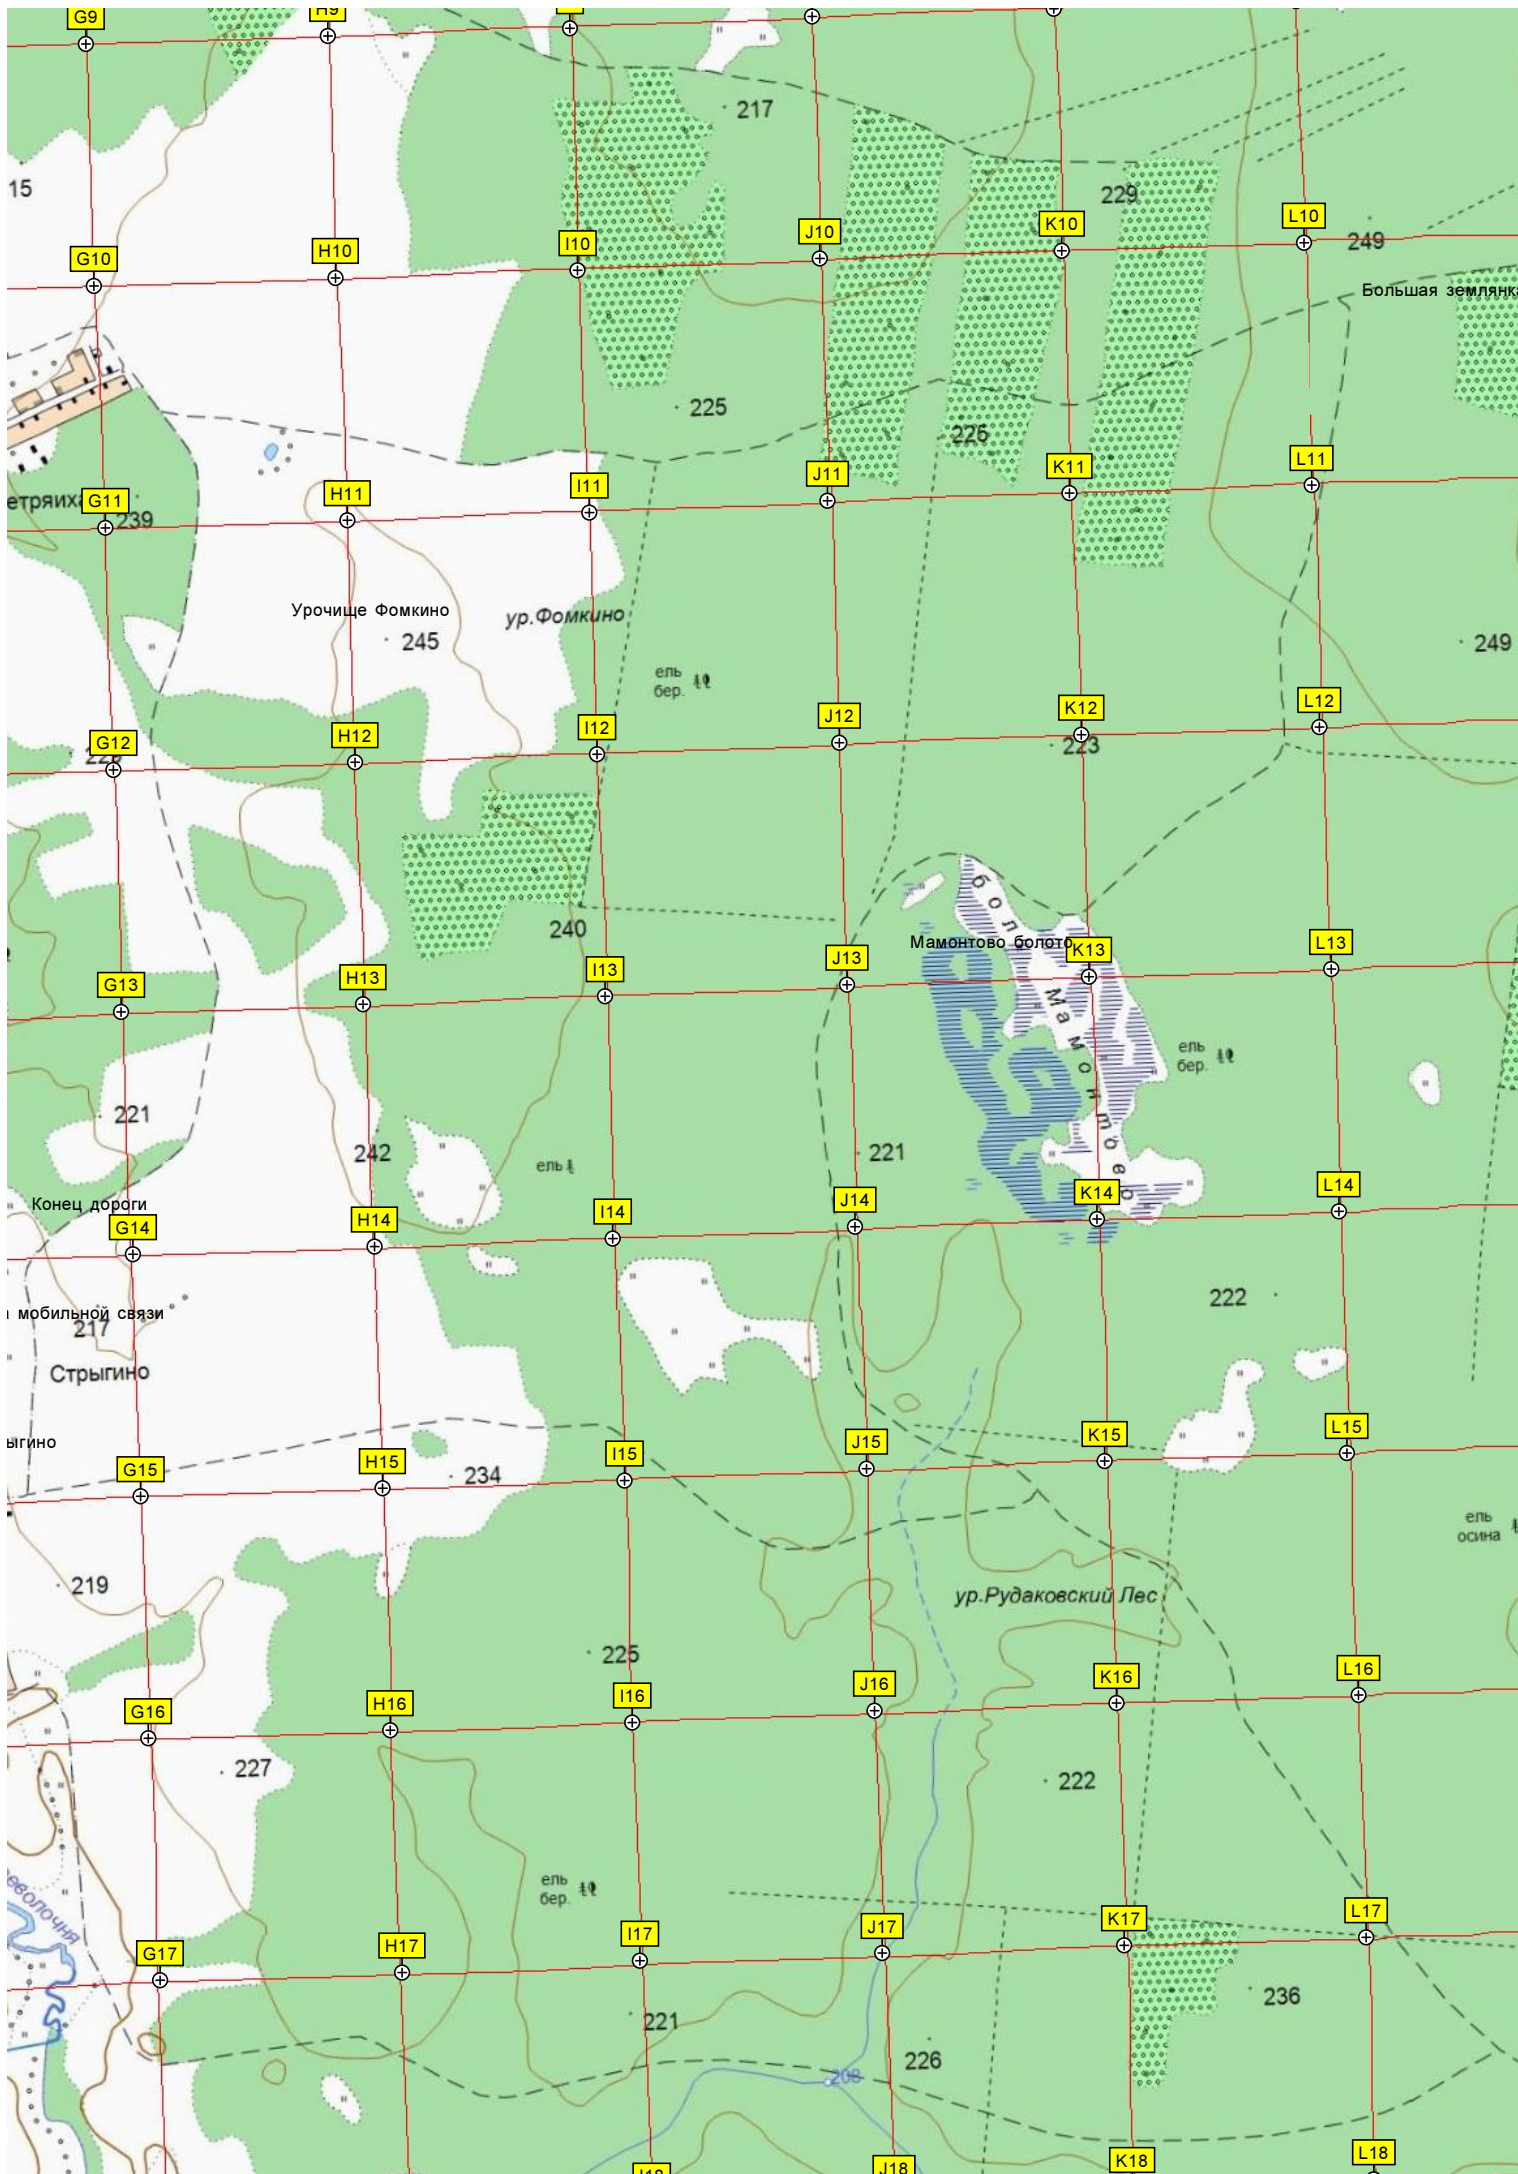 G9
H9
217
15
229
249
G10
H10
I10
J10
K10
L10
Большая землянка
225
226
G11
H11
I11
J11
K11
L11
239
Урочище Фомкино
ур.Фомкино
245
249
ель
бер.
G12
H12
I12
J12
K12
L12
223
240
бол.
Мамонтово
Мамонтово болото
G13
H13
I13
J13
K13
L13
ель
бер.
221
242
ель
221
Конец дороги
G14
H14
I14
J14
K14
L14
222
мобильной связи
217
Стрыгино
ыгино
G15
H15
I15
J15
K15
L15
234
ель
осина
219
ур.Рудаковский Лес
225
G16
H16
I16
J16
K16
L16
227
222
ель
бер.
еволочня
G17
H17
I17
J17
K17
L17
236
221
226
208
I18
J18
K18
L18